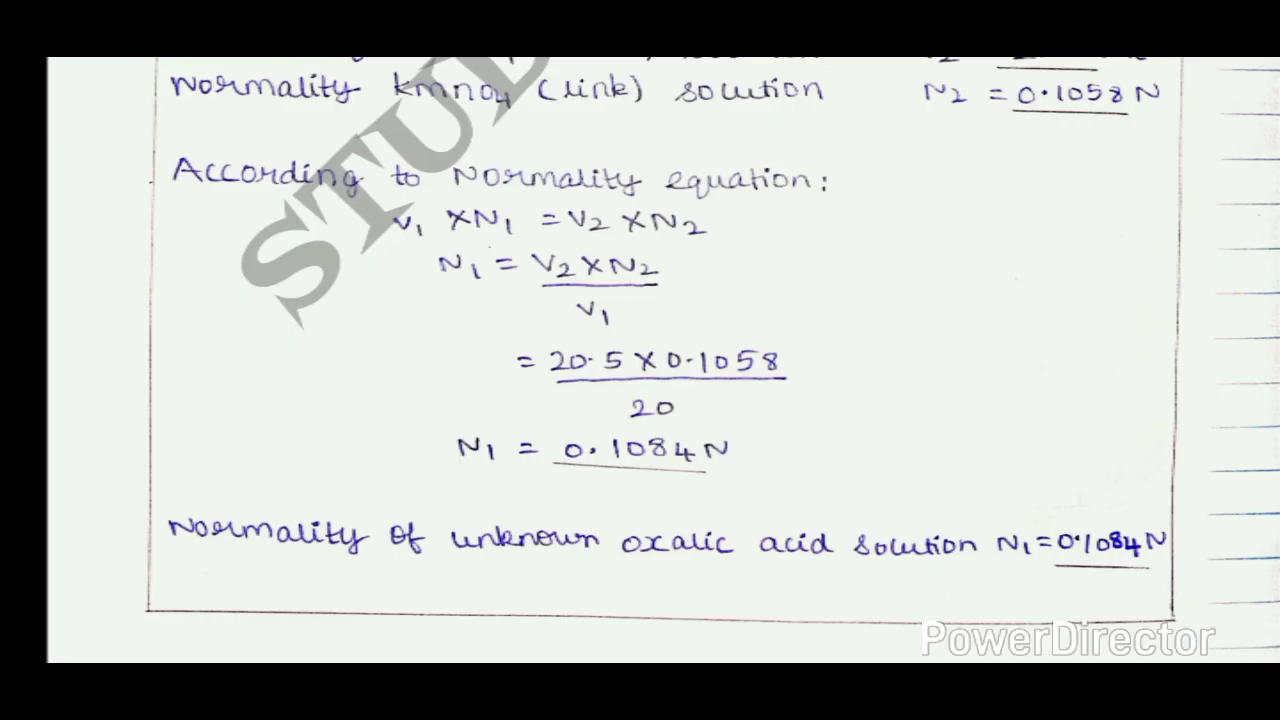 Normality kmno4 (link) solution N2 = 0.1058 N
According to Normality equation:
V1 × N1 = V2 × N2
N1 = V2 × N2
V1
= 20.5 × 0.1058
20
N1 = 0.1084 N
Normality of unknown oxalic acid solution N1 = 0.1084 N
PowerDirector